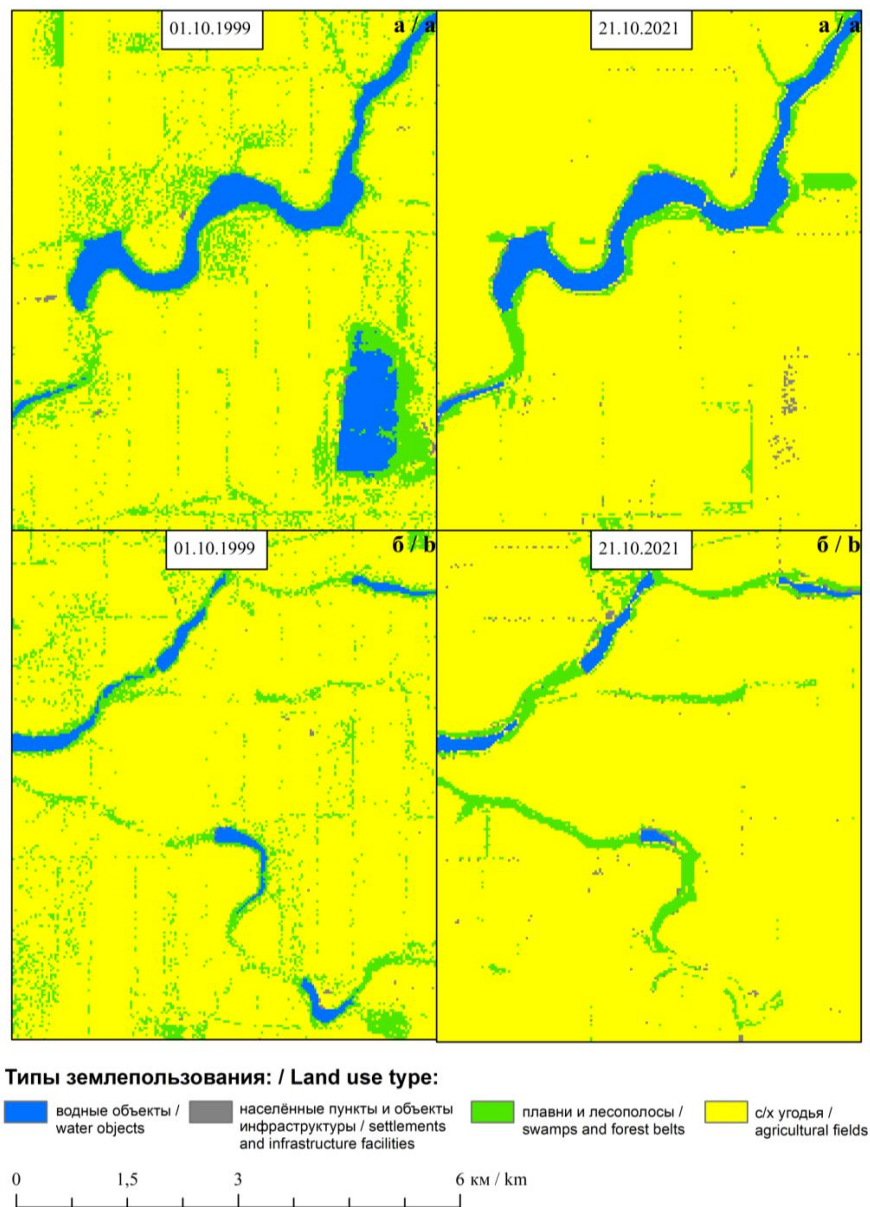 01.10.1999
а / a
21.10.2021
а / a
01.10.1999
б / b
21.10.2021
б / b
Типы землепользования: / Land use type:
водные объекты /
water objects
населённые пункты и объекты
инфраструктуры / settlements
and infrastructure facilities
плавни и лесополосы /
swamps and forest belts
с/х угодья /
agricultural fields
0 1,5 3 6 км / km